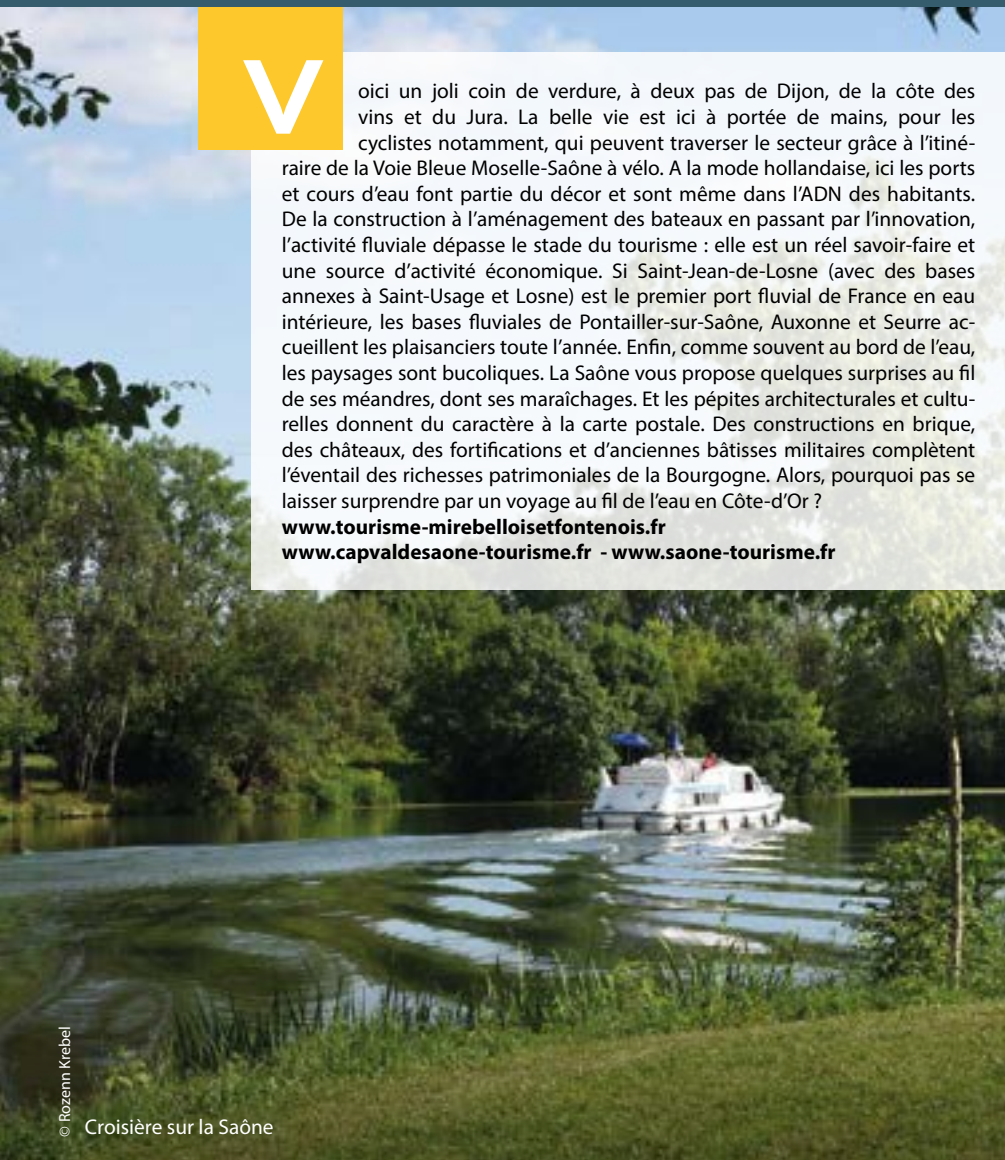 Voici un joli coin de verdure, à deux pas de Dijon, de la côte des
vins et du Jura. La belle vie est ici à portée de mains, pour les
cyclistes notamment, qui peuvent traverser le secteur grâce à l’itiné-
raire de la Voie Bleue Moselle-Saône à vélo. A la mode hollandaise, ici les ports
et cours d’eau font partie du décor et sont même dans l’ADN des habitants.
De la construction à l’aménagement des bateaux en passant par l’innovation,
l’activité fluviale dépasse le stade du tourisme : elle est un réel savoir-faire et
une source d’activité économique. Si Saint-Jean-de-Losne (avec des bases
annexes à Saint-Usage et Losne) est le premier port fluvial de France en eau
intérieure, les bases fluviales de Pontailler-sur-Saône, Auxonne et Seurre ac-
cueillent les plaisanciers toute l’année. Enfin, comme souvent au bord de l’eau,
les paysages sont bucoliques. La Saône vous propose quelques surprises au fil
de ses méandres, dont ses maraîchages. Et les pépites architecturales et cultu-
relles donnent du caractère à la carte postale. Des constructions en brique,
des châteaux, des fortifications et d’anciennes bâtisses militaires complètent
l’éventail des richesses patrimoniales de la Bourgogne. Alors, pourquoi pas se
laisser surprendre par un voyage au fil de l’eau en Côte-d’Or ?
www.tourisme-mirebelloisetfontenois.fr
www.capvaldesaone-tourisme.fr - www.saone-tourisme.fr
© Rozenn Krebel
Croisière sur la Saône